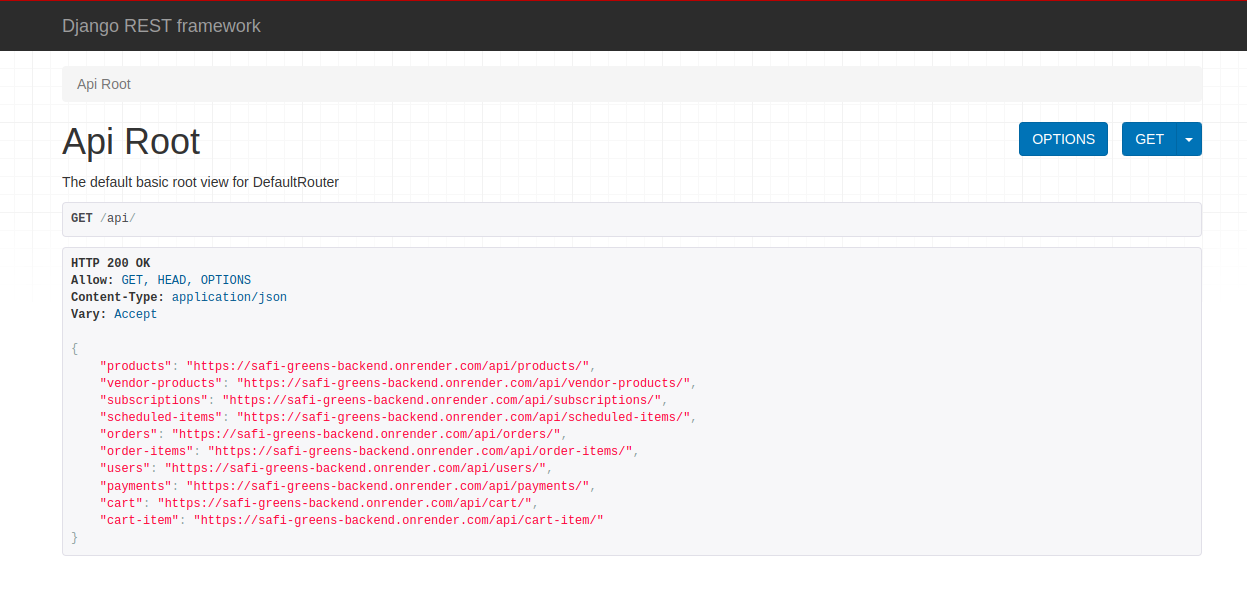 Django REST framework
Api Root
Api Root
OPTIONS
GET
The default basic root view for DefaultRouter
GET /api/
HTTP 200 OK
Allow: GET, HEAD, OPTIONS
Content-Type: application/json
Vary: Accept
{
    "products": "https://safi-greens-backend.onrender.com/api/products/",
    "vendor-products": "https://safi-greens-backend.onrender.com/api/vendor-products/",
    "subscriptions": "https://safi-greens-backend.onrender.com/api/subscriptions/",
    "scheduled-items": "https://safi-greens-backend.onrender.com/api/scheduled-items/",
    "orders": "https://safi-greens-backend.onrender.com/api/orders/",
    "order-items": "https://safi-greens-backend.onrender.com/api/order-items/",
    "users": "https://safi-greens-backend.onrender.com/api/users/",
    "payments": "https://safi-greens-backend.onrender.com/api/payments/",
    "cart": "https://safi-greens-backend.onrender.com/api/cart/",
    "cart-item": "https://safi-greens-backend.onrender.com/api/cart-item/"
}